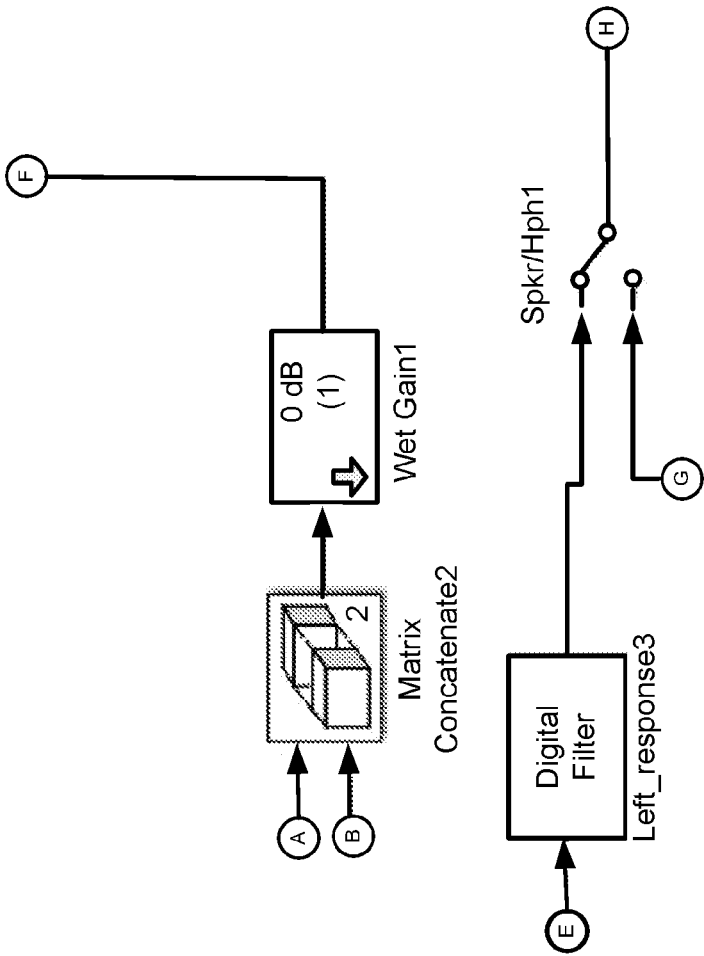 F
0 dB
(1)
Wet Gain1
2
Matrix
Concatenate2
A
B
H
Spkr/Hph1
G
Digital
Filter
Left_response3
E